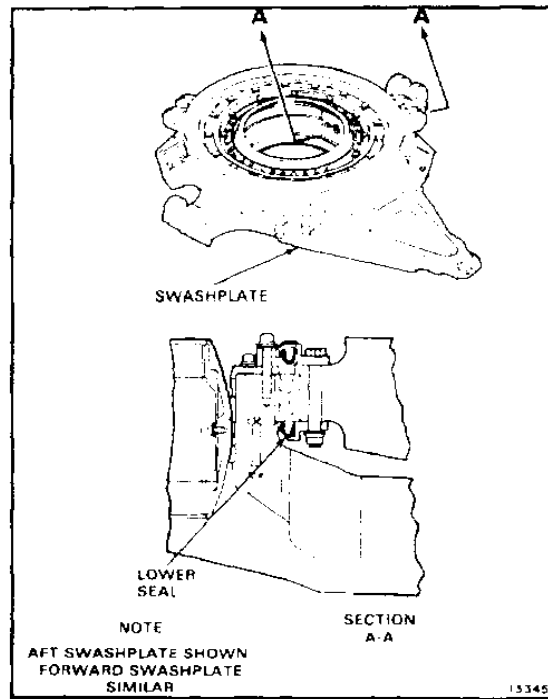 A A
SWASHPLATE
LOWER
SEAL
SECTION
A-A
NOTE
AFT SWASHPLATE SHOWN
FORWARD SWASHPLATE
SIMILAR
13345